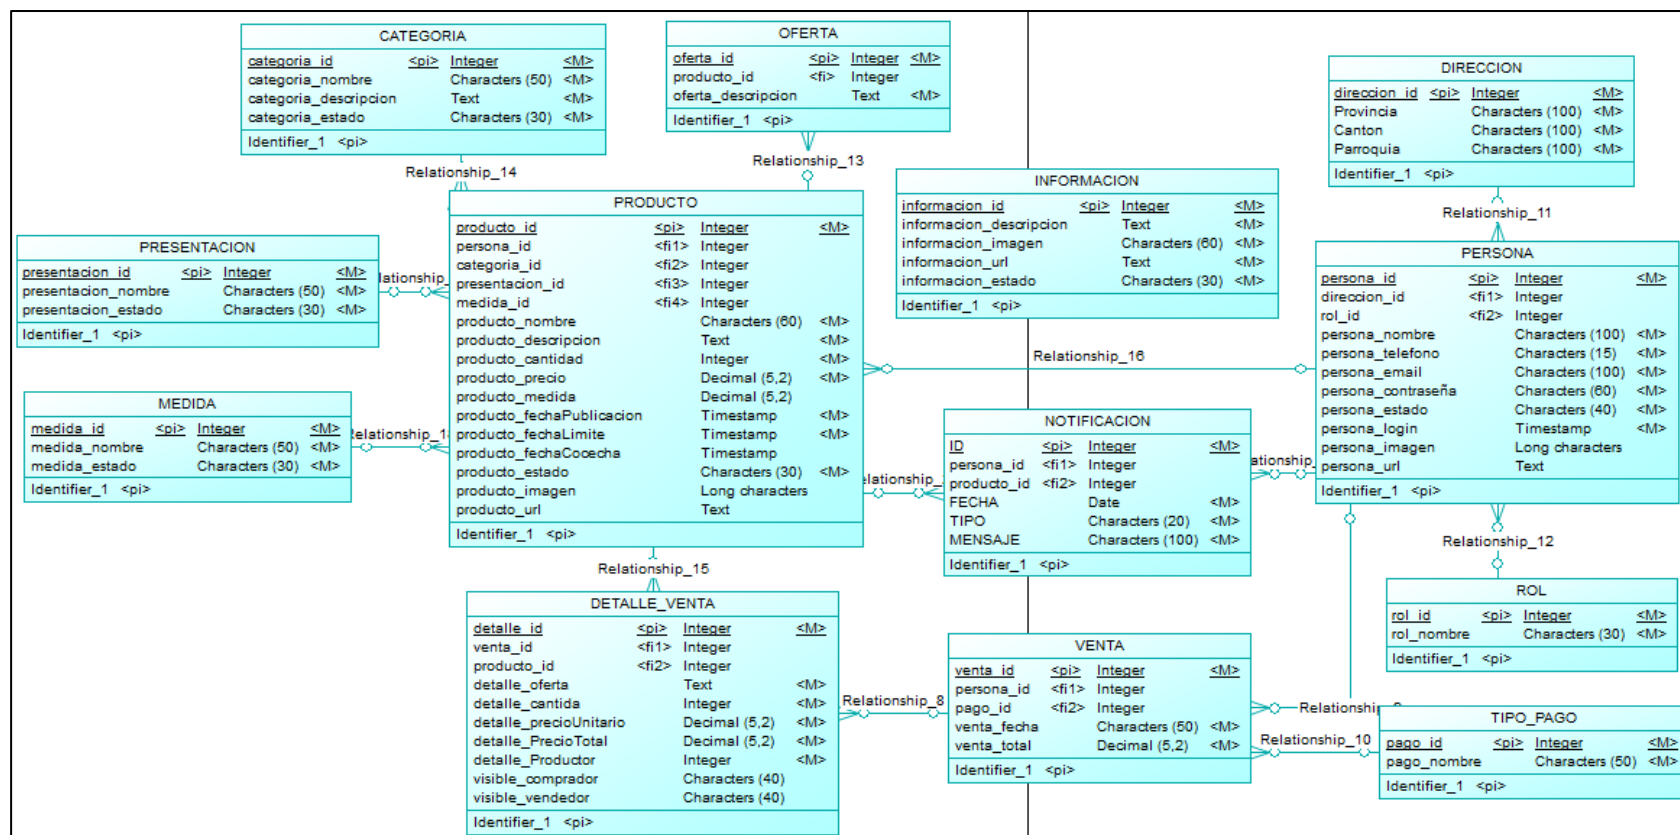 CATEGORIA
categoria_id <pi> Integer <M>
categoria_nombre Characters (50) <M>
categoria_descripcion Text <M>
categoria_estado Characters (30) <M>
Identifier_1 <pi>
OFERTA
oferta_id <pi> Integer <M>
producto_id <fi> Integer
oferta_descripcion Text <M>
Identifier_1 <pi>
DIRECCION
direccion_id <pi> Integer <M>
Provincia Characters (100) <M>
Canton Characters (100) <M>
Parroquia Characters (100) <M>
Identifier_1 <pi>
Relationship_14
Relationship_13
Relationship_11
INFORMACION
informacion_id <pi> Integer <M>
informacion_descripcion Text <M>
informacion_imagen Characters (60) <M>
informacion_url Text <M>
informacion_estado Characters (30) <M>
Identifier_1 <pi>
PRESENTACION
presentacion_id <pi> Integer <M>
presentacion_nombre Characters (50) <M>
presentacion_estado Characters (30) <M>
Identifier_1 <pi>
elationship_
PRODUCTO
producto_id <pi> Integer <M>
persona_id <fi1> Integer
categoria_id <fi2> Integer
presentacion_id <fi3> Integer
medida_id <fi4> Integer
producto_nombre Characters (60) <M>
producto_descripcion Text <M>
producto_cantidad Integer <M>
producto_precio Decimal (5,2) <M>
producto_medida Decimal (5,2)
producto_fechaPublicacion Timestamp <M>
producto_fechaLimite Timestamp <M>
producto_fechaCocecha Timestamp
producto_estado Characters (30) <M>
producto_imagen Long characters
producto_url Text
Identifier_1 <pi>
PERSONA
persona_id <pi> Integer <M>
direccion_id <fi1> Integer
rol_id <fi2> Integer
persona_nombre Characters (100) <M>
persona_telefono Characters (15) <M>
persona_email Characters (100) <M>
persona_contraseña Characters (60) <M>
persona_estado Characters (40) <M>
persona_login Timestamp <M>
persona_imagen Long characters
persona_url Text
Identifier_1 <pi>
Relationship_16
MEDIDA
medida_id <pi> Integer <M>
medida_nombre Characters (50) <M>
medida_estado Characters (30) <M>
Identifier_1 <pi>
elationship_1
NOTIFICACION
ID <pi> Integer <M>
persona_id <fi1> Integer
producto_id <fi2> Integer
FECHA Date <M>
TIPO Characters (20) <M>
MENSAJE Characters (100) <M>
Identifier_1 <pi>
elationship_
ationship_
Relationship_15
Relationship_12
DETALLE_VENTA
detalle_id <pi> Integer <M>
venta_id <fi1> Integer
producto_id <fi2> Integer
detalle_oferta Text <M>
detalle_cantida Integer <M>
detalle_precioUnitario Decimal (5,2) <M>
detalle_PrecioTotal Decimal (5,2) <M>
detalle_Productor Integer <M>
visible_comprador Characters (40)
visible_vendedor Characters (40)
Identifier_1 <pi>
Relationship_8
VENTA
venta_id <pi> Integer <M>
persona_id <fi1> Integer
pago_id <fi2> Integer
venta_fecha Characters (50) <M>
venta_total Decimal (5,2) <M>
Identifier_1 <pi>
ROL
rol_id <pi> Integer <M>
rol_nombre Characters (30) <M>
Identifier_1 <pi>
Relationship_10
TIPO_PAGO
pago_id <pi> Integer <M>
pago_nombre Characters (50) <M>
Identifier_1 <pi>